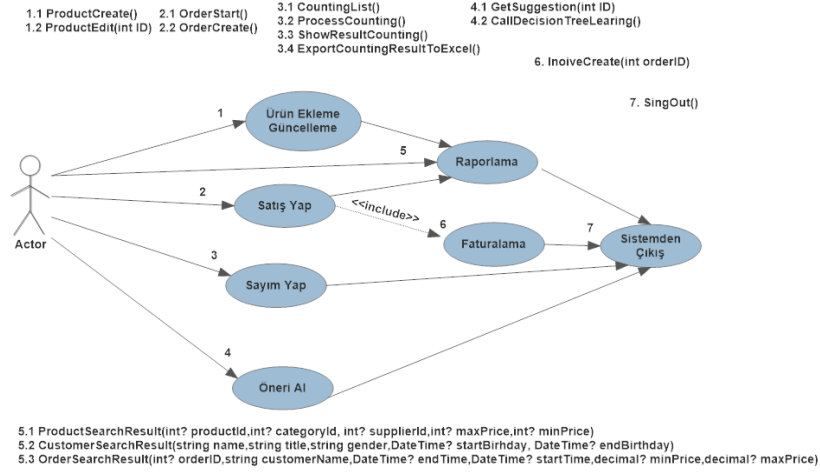 1.1 ProductCreate()
1.2 ProductEdit(int ID)
2.1 OrderStart()
2.2 OrderCreate()
3.1 CountingList()
3.2 ProcessCounting()
3.3 ShowResultCounting()
3.4 ExportCountingResultToExcel()
4.1 GetSuggestion(int ID)
4.2 CallDecisionTreeLearing()
6. InoiveCreate(int orderID)
7. SingOut()
1
Ürün Ekleme
Güncelleme
5
Raporlama
2
Satış Yap
<<include>>
6
Faturalama
7
Sistemden
Çıkış
Actor
3
Sayım Yap
4
Öneri Al
5.1 ProductSearchResult(int? productId,int? categoryId, int? supplierId,int? maxPrice,int? minPrice)
5.2 CustomerSearchResult(string name,string title,string gender,DateTime? startBirhday, DateTime? endBirthday)
5.3 OrderSearchResult(int? orderID,string customerName,DateTime? endTime,DateTime? startTime,decimal? minPrice,decimal? maxPrice)